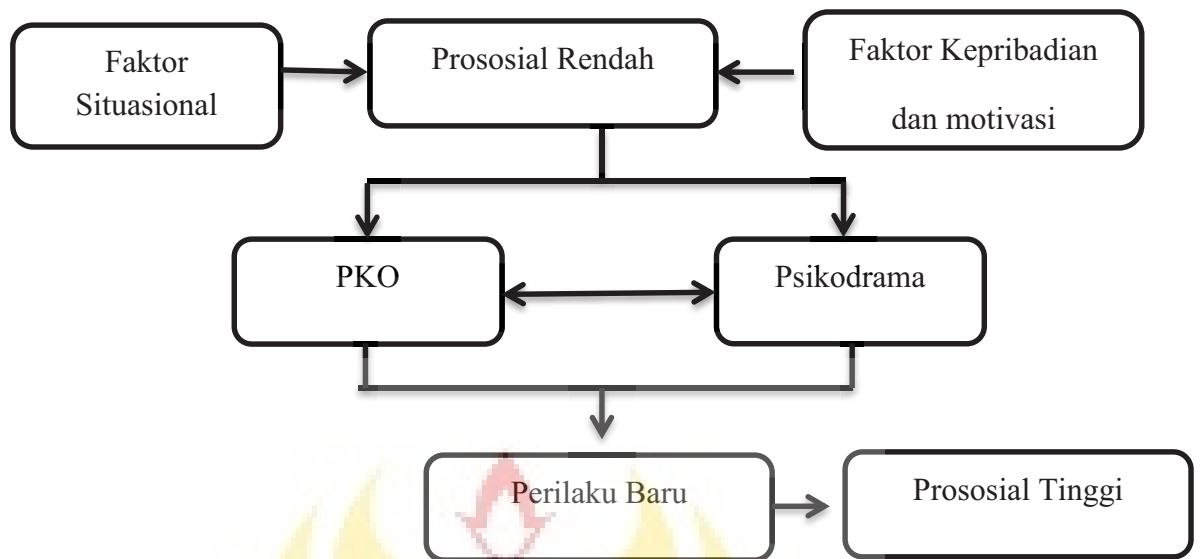 Faktor
Situasional
Prososial Rendah
Faktor Kepribadian
dan motivasi
PKO
Psikodrama
Perilaku Baru
Prososial Tinggi